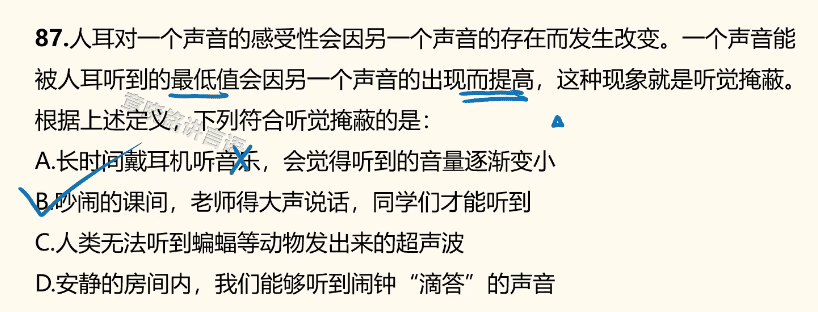 87.人耳对一个声音的感受性会因另一个声音的存在而发生改变。一个声音能
被人耳听到的最低值会因另一个声音的出现而提高，这种现象就是听觉掩蔽。
根据上述定义，下列符合听觉掩蔽的是：
A.长时间戴耳机听音乐，会觉得听到的音量逐渐变小
B.吵闹的课间，老师得大声说话，同学们才能听到
C.人类无法听到蝙蝠等动物发出来的超声波
D.安静的房间内，我们能够听到闹钟“滴答”的声音